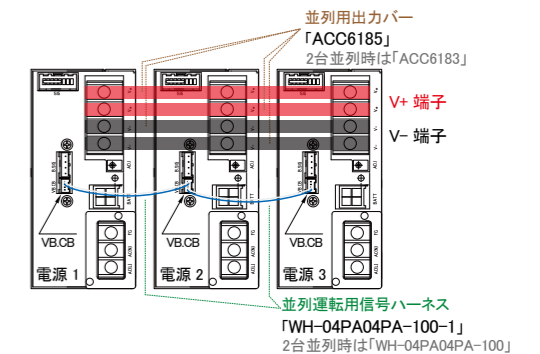 並列用出力バー
「ACC6185」
2台並列時は「ACC6183」
V+ 端子
V− 端子
VB.CB
VB.CB
VB.CB
電源 1
電源 2
電源 3
並列運転用信号ハーネス
「WH-04PA04PA-100-1」
2台並列時は「WH-04PA04PA-100」